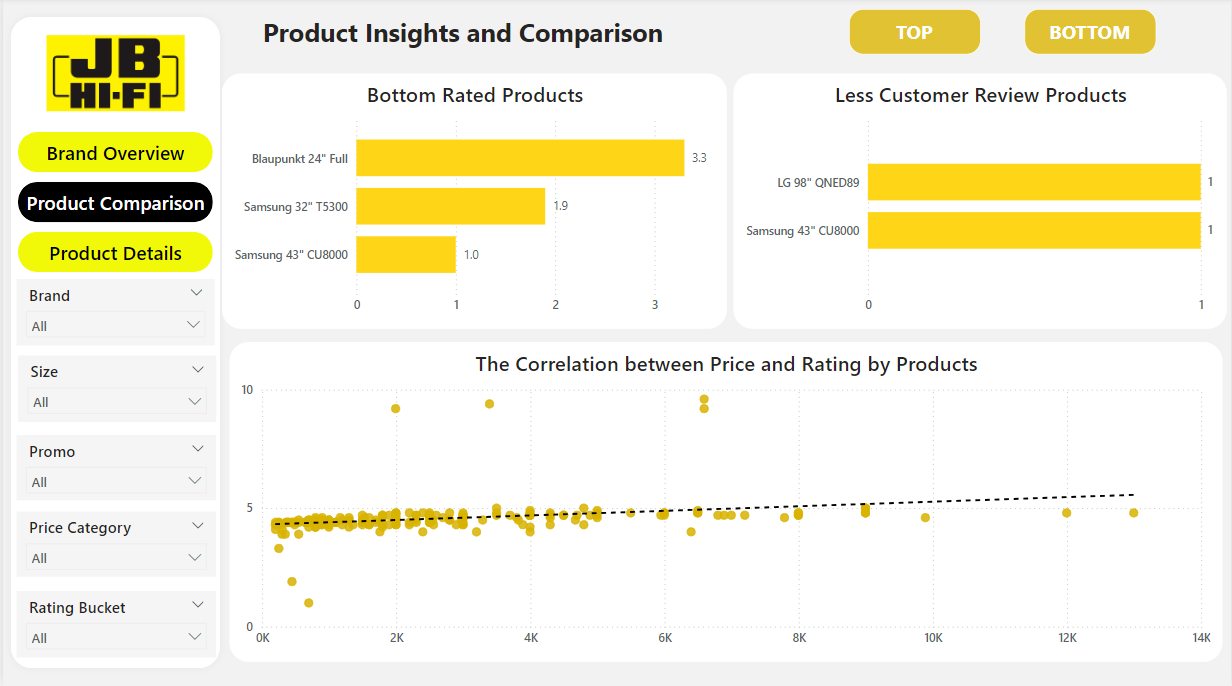 JB
HI-FI
Brand Overview
Product Comparison
Product Details
Brand
All
Size
All
Promo
All
Price Category
All
Rating Bucket
All
Product Insights and Comparison
TOP
BOTTOM
Bottom Rated Products
Blaupunkt 24" Full 3.3
Samsung 32" T5300 1.9
Samsung 43" CU8000 1.0
0 1 2 3
Less Customer Review Products
LG 98" QNED89 1
Samsung 43" CU8000 1
0 1
The Correlation between Price and Rating by Products
10
5
0
0K 2K 4K 6K 8K 10K 12K 14K